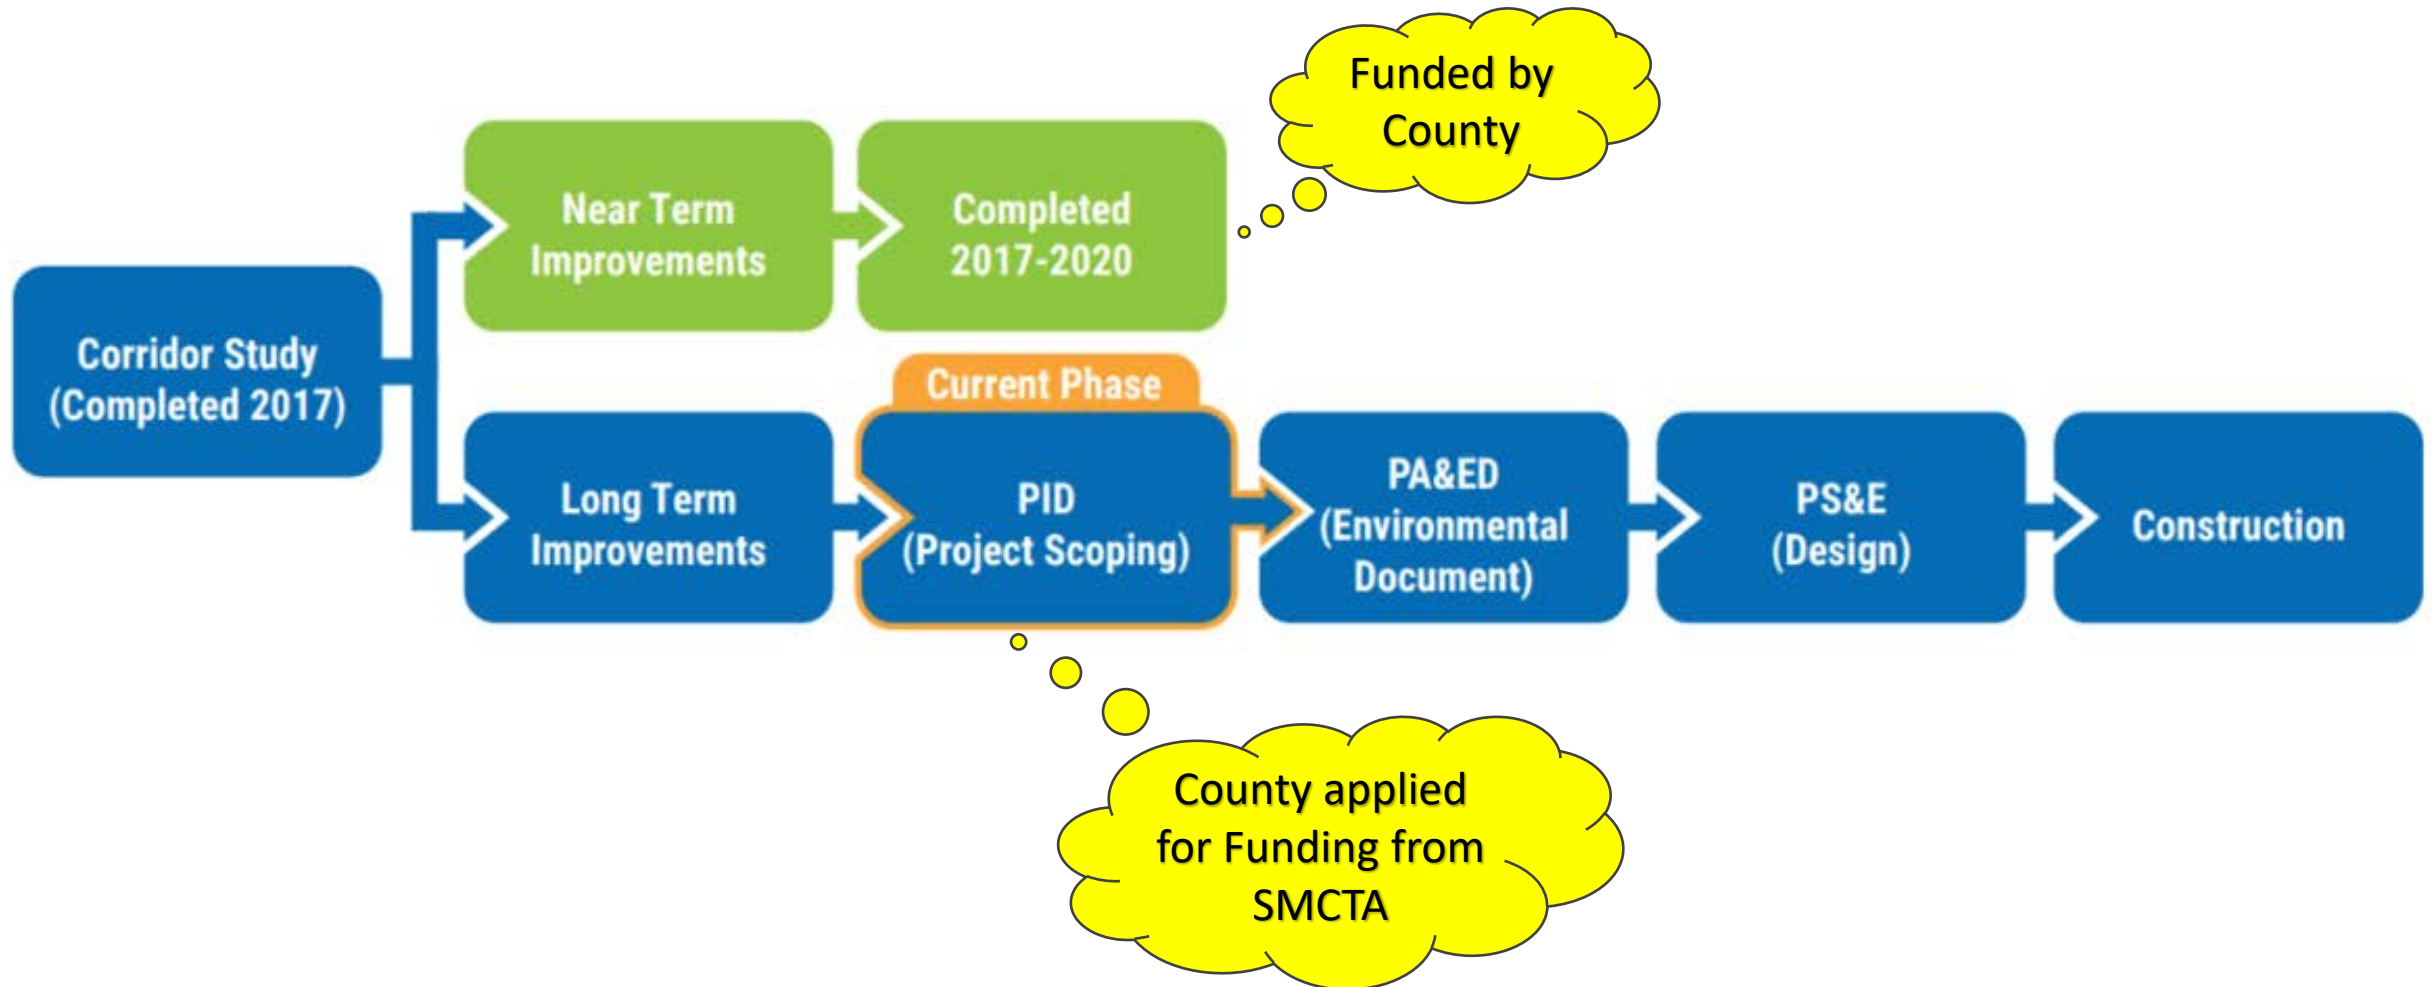 Funded by
County
Near Term
Improvements
Completed
2017-2020
Corridor Study
(Completed 2017)
Current Phase
Long Term
Improvements
PID
(Project Scoping)
PA&ED
(Environmental
Document)
PS&E
(Design)
Construction
County applied
for Funding from
SMCTA